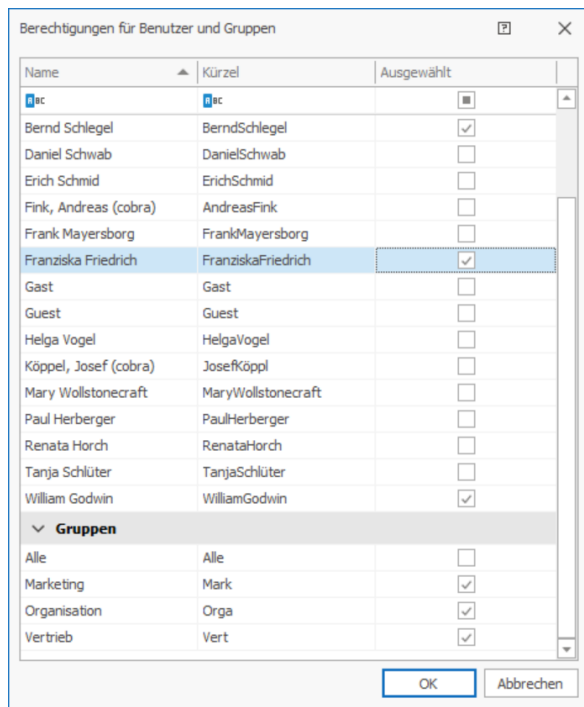 Berechtigungen für Benutzer und Gruppen
Name Kürzel Ausgewählt
ABC ABC
Bernd Schlegel BerndSchlegel
Daniel Schwab DanielSchwab
Erich Schmid ErichSchmid
Fink, Andreas (cobra) AndreasFink
Frank Mayersborg FrankMayersborg
Franziska Friedrich FranziskaFriedrich
Gast Gast
Guest Guest
Helga Vogel HelgaVogel
Köppel, Josef (cobra) JosefKöppl
Mary Wollstonecraft MaryWollstonecraft
Paul Herberger PaulHerberger
Renata Horch RenataHorch
Tanja Schlüter TanjaSchlüter
William Godwin WilliamGodwin
Gruppen
Alle Alle
Marketing Mark
Organisation Orga
Vertrieb Vert
OK Abbrechen